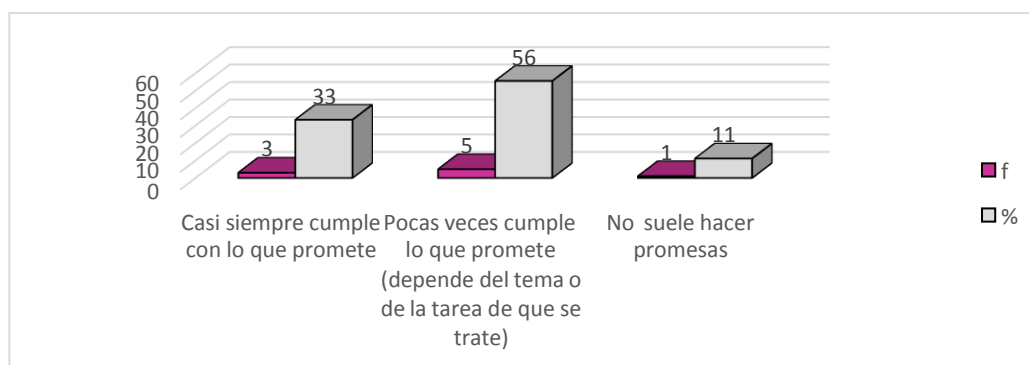 60
50
40
30
20
10
0
3
33
5
56
1
11
Casi siempre cumple
con lo que promete
Pocas veces cumple
lo que promete
(depende del tema o
de la tarea de que se
trate)
No suele hacer
promesas
f
%